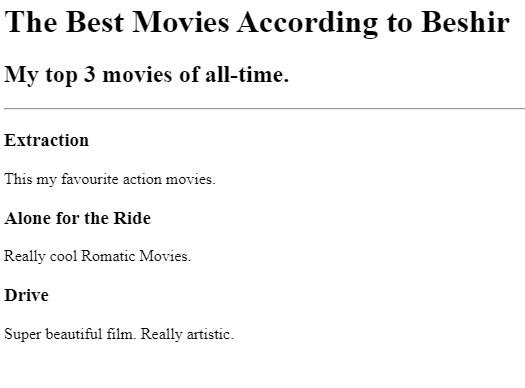 The Best Movies According to Beshir
My top 3 movies of all-time.
Extraction
This my favourite action movies.
Alone for the Ride
Really cool Romatic Movies.
Drive
Super beautiful film. Really artistic.